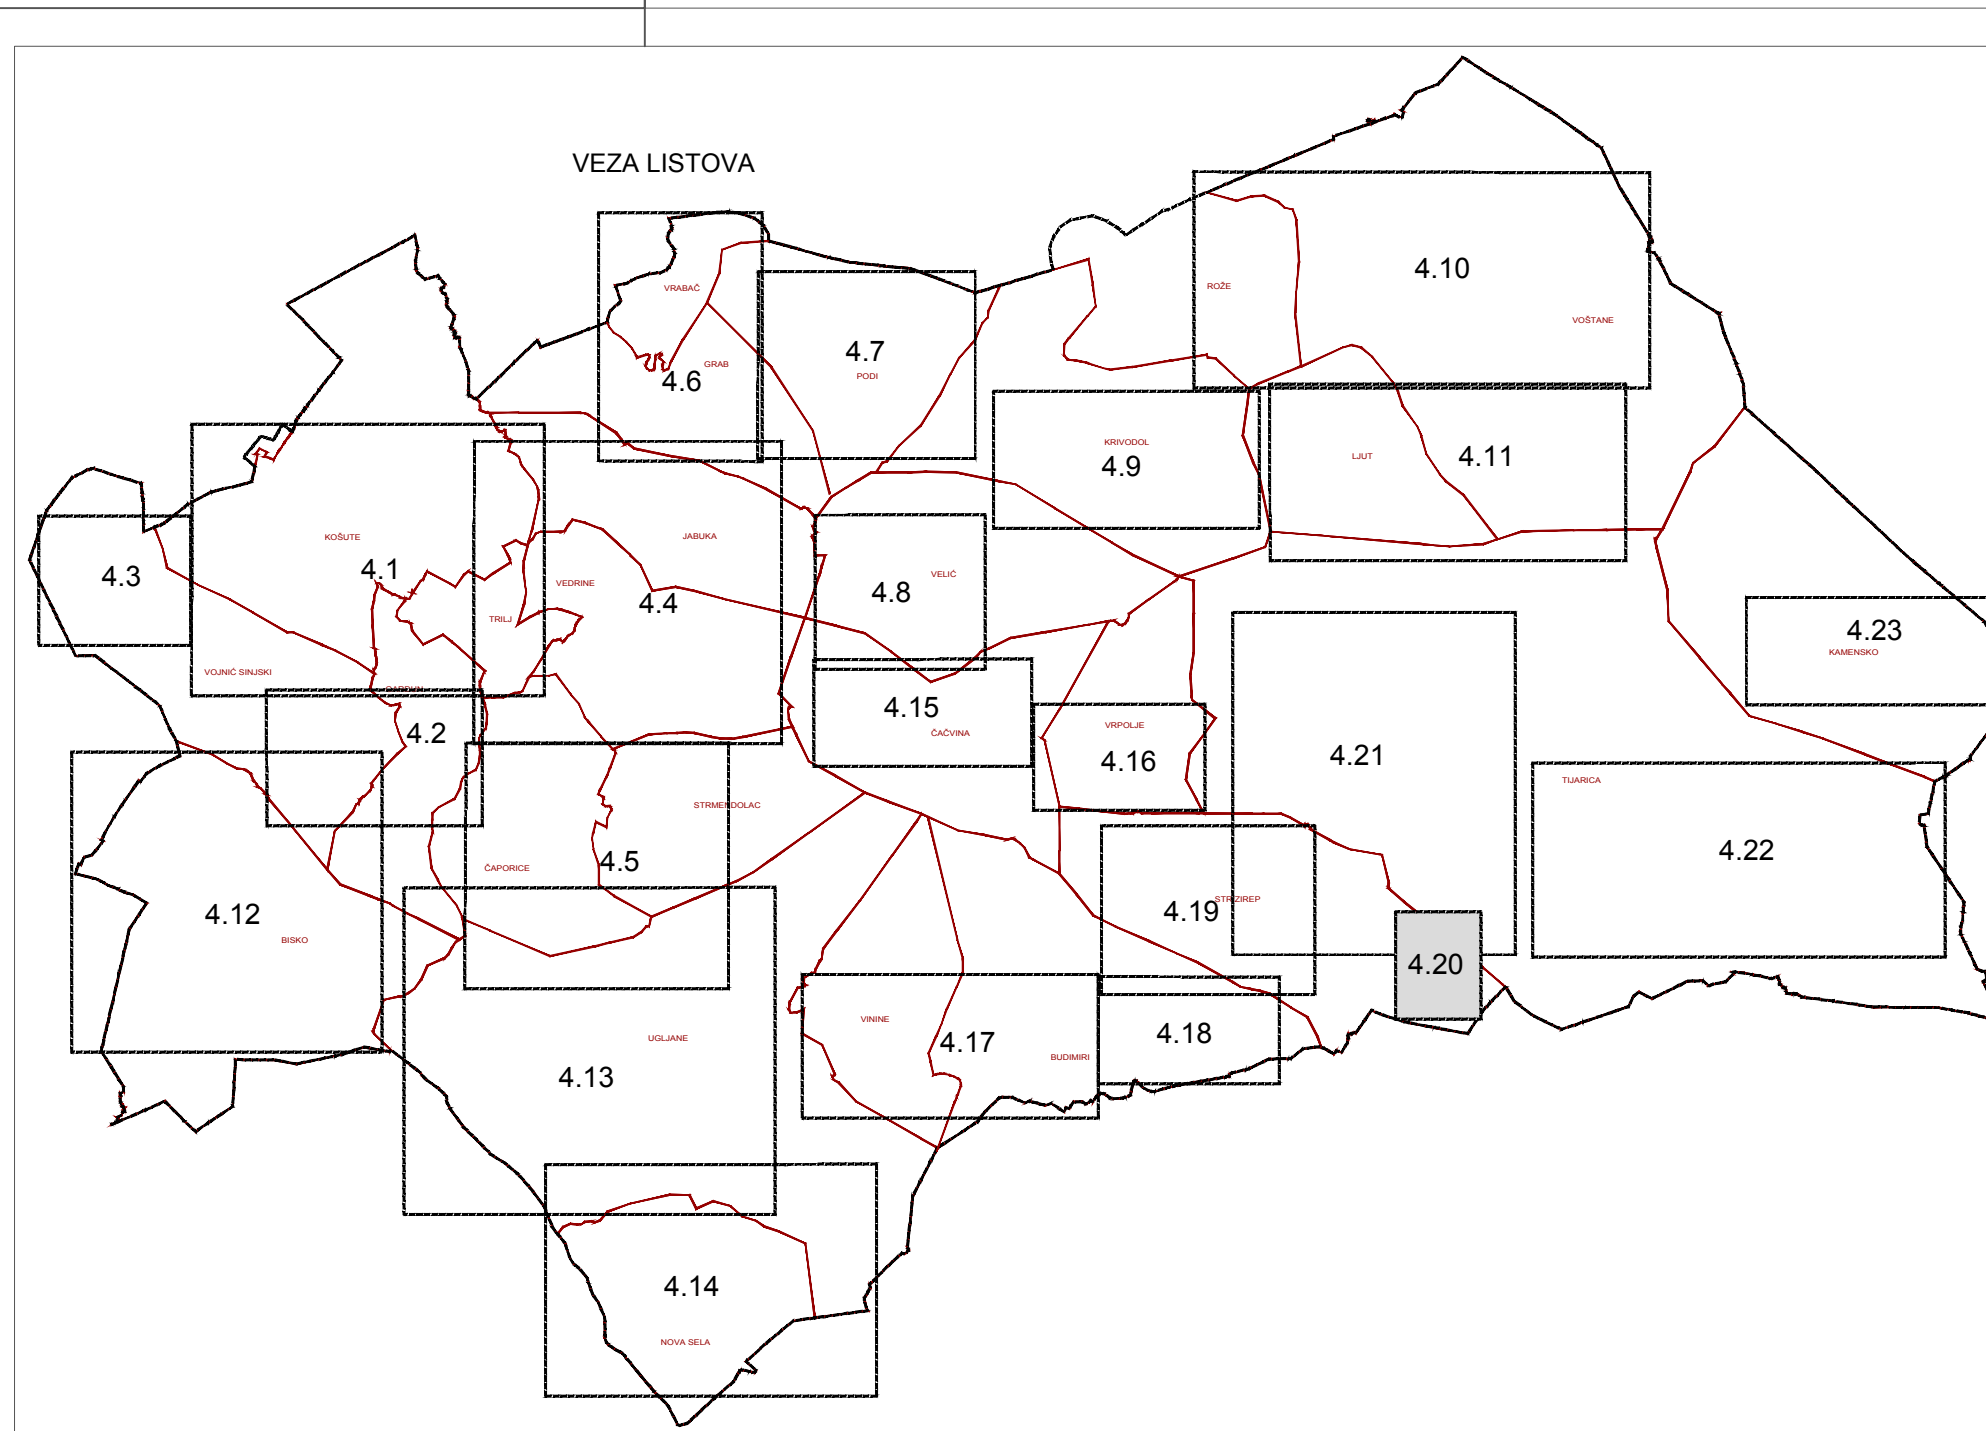 VEZA LISTOVA
4.10
ROŽE
VRABAČ
VOŠTANE
4.7
GRAB
PODI
4.6
KRIVODOL
4.9
LJUT
4.11
KOŠUTE
JABUKA
4.1
4.3
VEDRINE
VELIĆ
4.4
4.8
TRILJ
4.23
KAMENSKO
VOJNIĆ SINJSKI
GARDUN
4.15
4.2
ČAČVINA
VRPOLJE
4.16
4.21
TIJARICA
STRMENDOLAC
4.22
4.5
ČAPORICE
4.12
4.19
STRIZIREP
BISKO
4.20
VININE
4.17
4.18
UGLJANE
BUDIMIRI
4.13
4.14
NOVA SELA